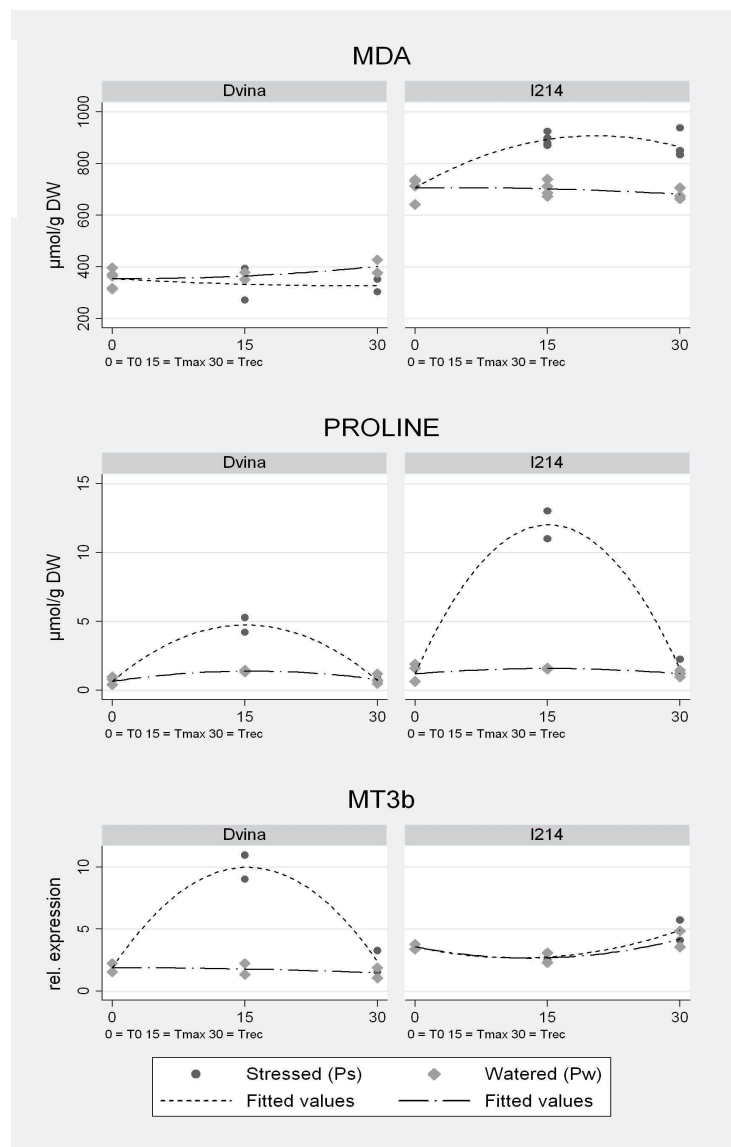 MDA
Dvina I214
1000
800
600
400
200
µmol/g DW
0 15 30 0 15 30
0 = T0 15 = Tmax 30 = Trec 0 = T0 15 = Tmax 30 = Trec
PROLINE
Dvina I214
15
10
5
0
µmol/g DW
0 15 30 0 15 30
0 = T0 15 = Tmax 30 = Trec 0 = T0 15 = Tmax 30 = Trec
MT3b
Dvina I214
10
5
0
rel. expression
0 15 30 0 15 30
0 = T0 15 = Tmax 30 = Trec 0 = T0 15 = Tmax 30 = Trec
Stressed (Ps) Watered (Pw)
Fitted values Fitted values